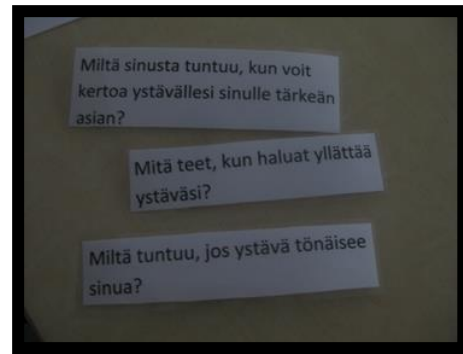 Miltä sinusta tuntuu, kun voit
kertoa ystävällesi sinulle tärkeän
asian?
Mitä teet, kun haluat yllättää
ystäväsi?
Miltä tuntuu, jos ystävä tönäisee
sinua?